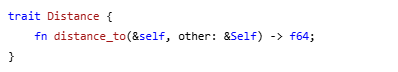 trait Distance {
    fn distance_to(&self, other: &Self) -> f64;
}